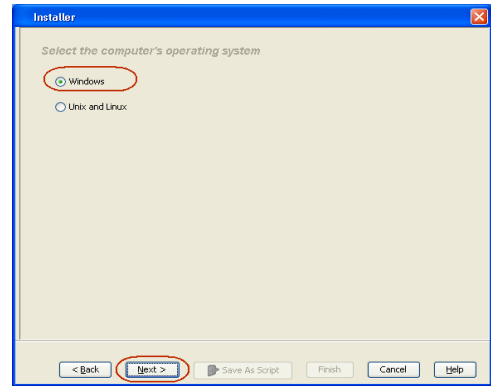 Installer
Select the computer's operating system
Windows
Unix and Linux
< Back Next > Save As Script Finish Cancel Help